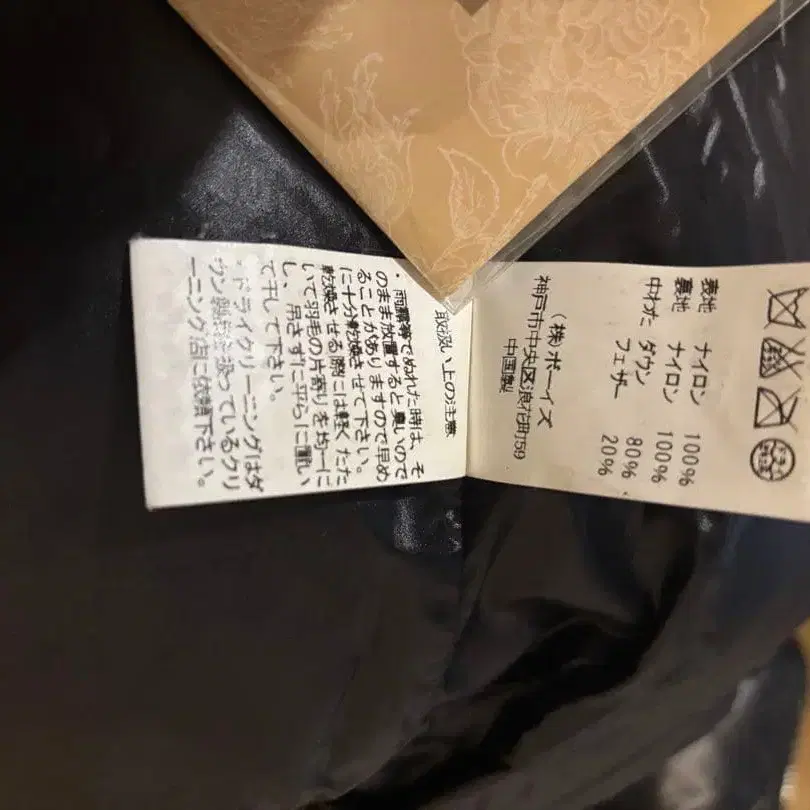 表地 ナイロン 100%
裏地 ナイロン 100%
中わた ダウン 80%
フェザー 20%
(株)ボーイズ
神戸市中央区浪花町59
中国製
取扱い上の注意
・雨露等でぬれた時は、そ
のまま放置すると臭いので
ることがありますので早め
に十分乾燥させて下さい。
乾燥させる際には軽くたた
いて羽毛の片寄りを均一に
し、吊さずに平らに置い
て干して下さい。
・ドライクリーニングはダ
ウン製品を扱っているクリ
ーニング店に依頼下さい。